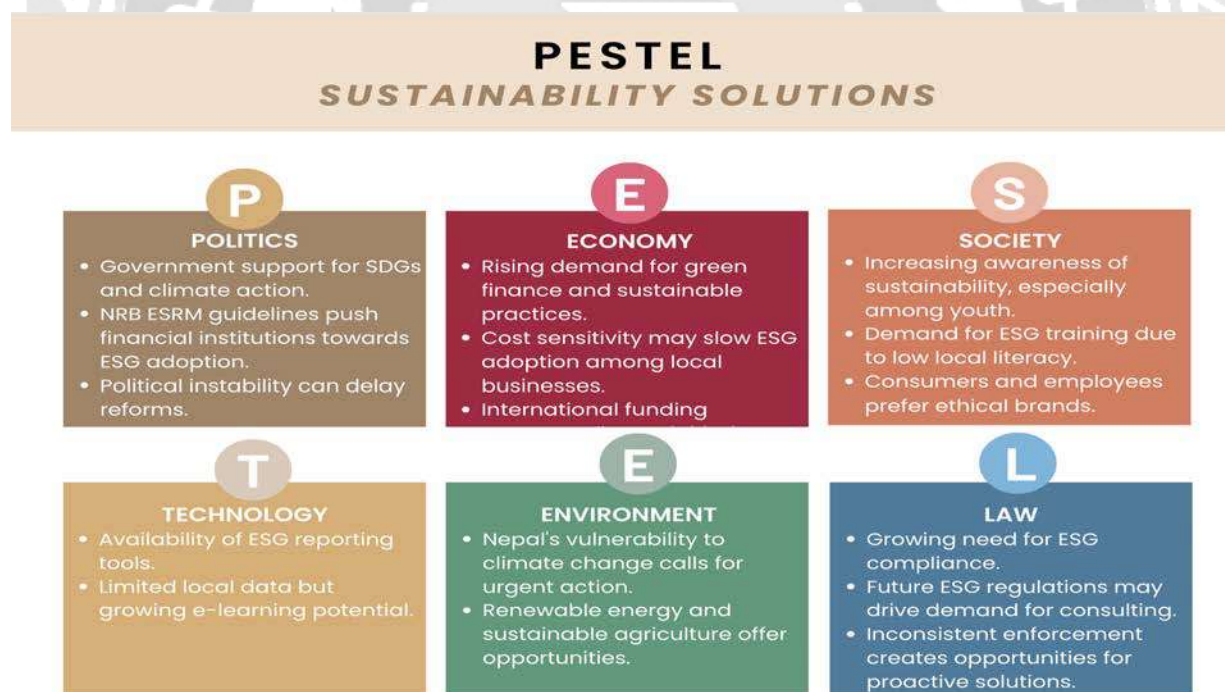 PESTEL
SUSTAINABILITY SOLUTIONS
P
POLITICS
• Government support for SDGs
and climate action.
• NRB ESRM guidelines push
financial institutions towards
ESG adoption.
• Political instability can delay
reforms.
E
ECONOMY
• Rising demand for green
finance and sustainable
practices.
• Cost sensitivity may slow ESG
adoption among local
businesses.
• International funding
S
SOCIETY
• Increasing awareness of
sustainability, especially
among youth.
• Demand for ESG training due
to low local literacy.
• Consumers and employees
prefer ethical brands.
T
TECHNOLOGY
• Availability of ESG reporting
tools.
• Limited local data but
growing e-learning potential.
E
ENVIRONMENT
• Nepal's vulnerability to
climate change calls for
urgent action.
• Renewable energy and
sustainable agriculture offer
opportunities.
L
LAW
• Growing need for ESG
compliance.
• Future ESG regulations may
drive demand for consulting.
• Inconsistent enforcement
creates opportunities for
proactive solutions.